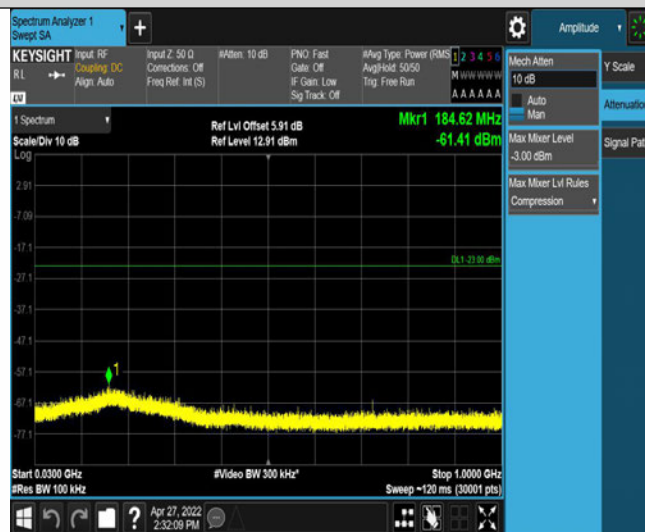 Spectrum Analyzer 1
Swept SA
+
Amplitude
KEYSIGHT
RL
Input: RF
Coupling: DC
Align: Auto
Input Z: 50 Ω
Corrections: Off
Freq Ref: Int (S)
#Atten: 10 dB
PNO: Fast
Gate: Off
IF Gain: Low
Sig Track: Off
#Avg Type: Power (RMS
Avg|Hold: 50/50
Trig: Free Run
1 2 3 4 5 6
M W W W W W
A A A A A A
LXI
1 Spectrum
Scale/Div 10 dB
Log
Ref Lvl Offset 5.91 dB
Ref Level 12.91 dBm
Mkr1 184.62 MHz
-61.41 dBm
2.91
-7.09
-17.1
DL1 -23.00 dBm
-27.1
-37.1
-47.1
-57.1
1
-67.1
-77.1
Start 0.0300 GHz
#Res BW 100 kHz
#Video BW 300 kHz*
Stop 1.0000 GHz
Sweep ~120 ms (30001 pts)
?
Apr 27, 2022
2:32:09 PM
Mech Atten
10 dB
Auto
Man
Max Mixer Level
-3.00 dBm
Max Mixer Lvl Rules
Compression
Y Scale
Attenuation
Signal Pat